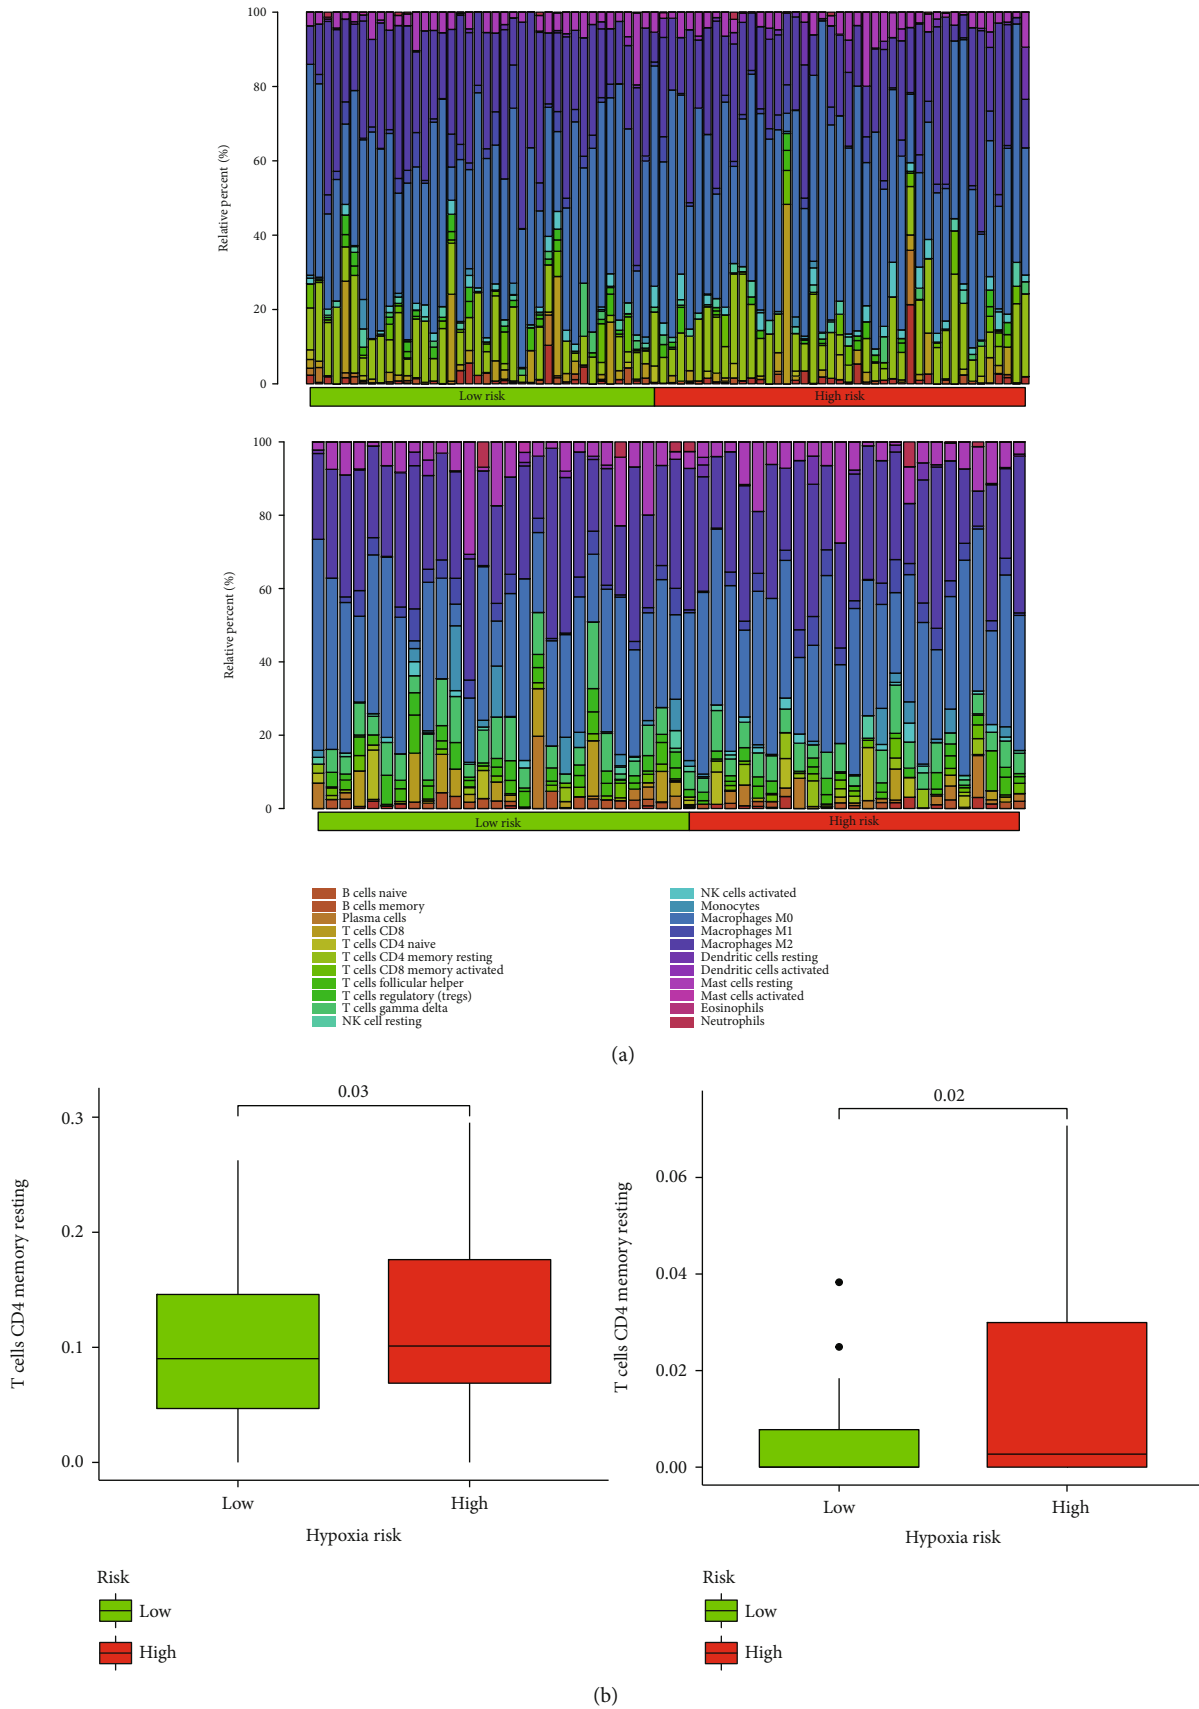 100
80
60
40
20
0
Relative percent (%)
Low risk
High risk
100
80
60
40
20
0
Relative percent (%)
Low risk
High risk
B cells naive
B cells memory
Plasma cells
T cells CD8
T cells CD4 naive
T cells CD4 memory resting
T cells CD8 memory activated
T cells follicular helper
T cells regulatory (tregs)
T cells gamma delta
NK cell resting
NK cells activated
Monocytes
Macrophages M0
Macrophages M1
Macrophages M2
Dendritic cells resting
Dendritic cells activated
Mast cells resting
Mast cells activated
Eosinophils
Neutrophils
(a)
0.03
0.3
0.2
0.1
0.0
T cells CD4 memory resting
Low
High
Hypoxia risk
Risk
Low
High
0.02
0.06
0.04
0.02
0.00
T cells CD4 memory resting
Low
High
Hypoxia risk
Risk
Low
High
(b)